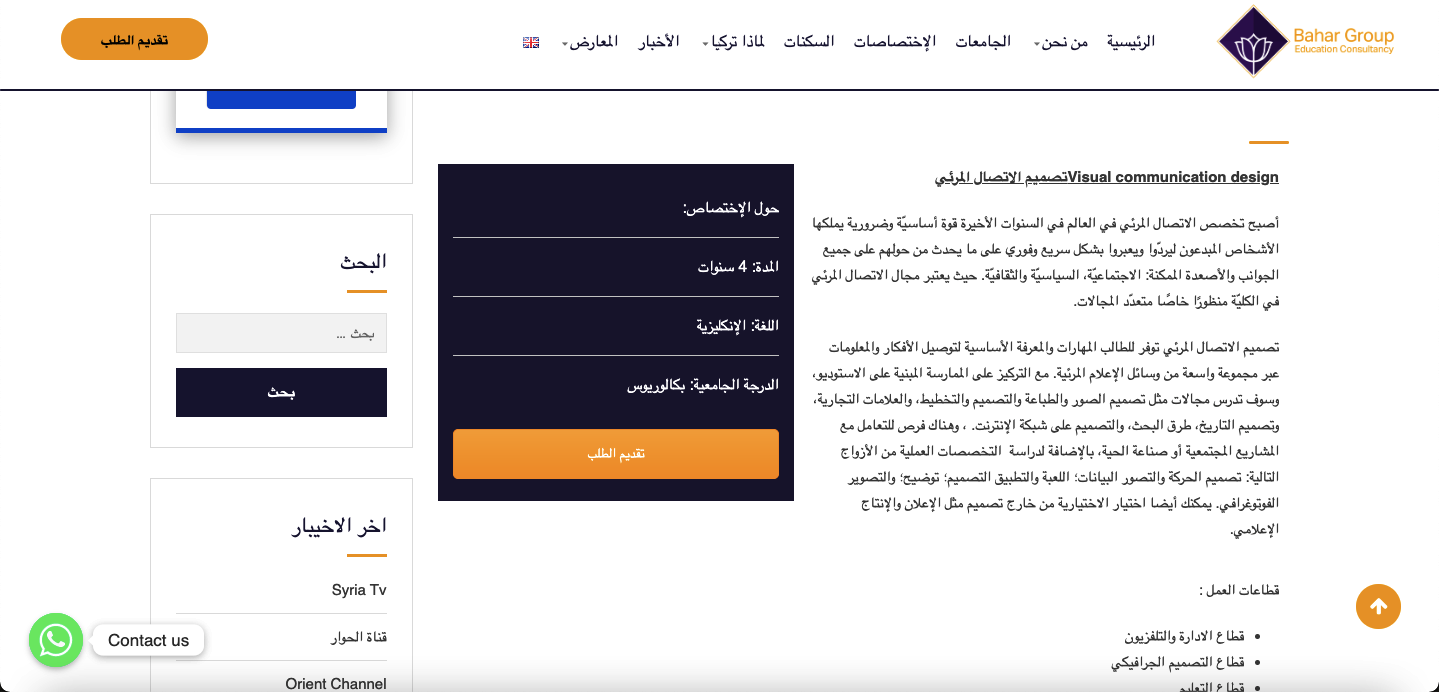 Bahar Group
Education Consultancy
الرئيسية
من نحن
الجامعات
الإختصاصات
السكنات
لماذا تركيا
الأخبار
المعارض
تقديم الطلب
Visual communication designتصميم الاتصال المرئي
أصبح تخصص الاتصال المرئي في العالم في السنوات الأخيرة قوة أساسيّة وضرورية يملكها
الأشخاص المبدعون ليردّوا ويعبروا بشكل سريع وفوري على ما يحدث من حولهم على جميع
الجوانب والأصعدة الممكنة: الاجتماعيّة، السياسيّة والثقافيّة. حيث يعتبر مجال الاتصال المرئي
في الكليّة منظورًا خاصًا متعدّد المجالات.
تصميم الاتصال المرئي توفر للطالب المهارات والمعرفة الأساسية لتوصيل الأفكار والمعلومات
عبر مجموعة واسعة من وسائل الإعلام المرئية. مع التركيز على الممارسة المبنية على الاستوديو،
وسوف تدرس مجالات مثل تصميم الصور والطباعة والتصميم والتخطيط، والعلامات التجارية،
وتصميم التاريخ، طرق البحث، والتصميم على شبكة الإنترنت. ، وهناك فرص للتعامل مع
المشاريع المجتمعية أو صناعة الحية، بالإضافة لدراسة التخصصات العملية من الأزواج
التالية: تصميم الحركة والتصور البيانات؛ اللعبة والتطبيق التصميم؛ توضيح؛ والتصوير
الفوتوغرافي. يمكنك أيضا اختيار الاختيارية من خارج تصميم مثل الإعلان والإنتاج
الإعلامي.
قطاعات العمل :
قطاع الادارة والتلفزيون
قطاع التصميم الجرافيكي
قطاع التعليم
حول الإختصاص:
المدة: 4 سنوات
اللغة: الإنكليزية
الدرجة الجامعية: بكالوريوس
تقديم الطلب
البحث
بحث ...
بحث
اخر الاخبار
Syria Tv
قناة الحوار
Orient Channel
Contact us